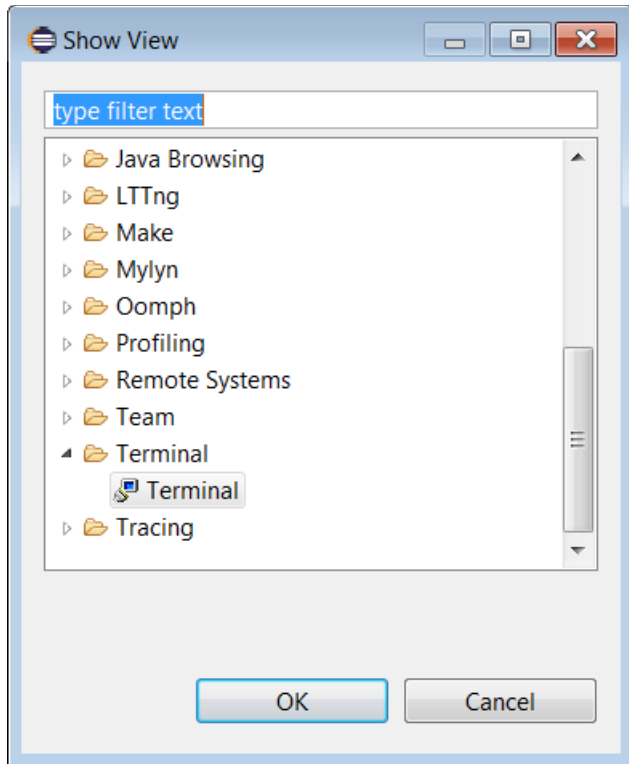 Show View
type filter text
Java Browsing
LTTng
Make
Mylyn
Oomph
Profiling
Remote Systems
Team
Terminal
Terminal
Tracing
OK Cancel